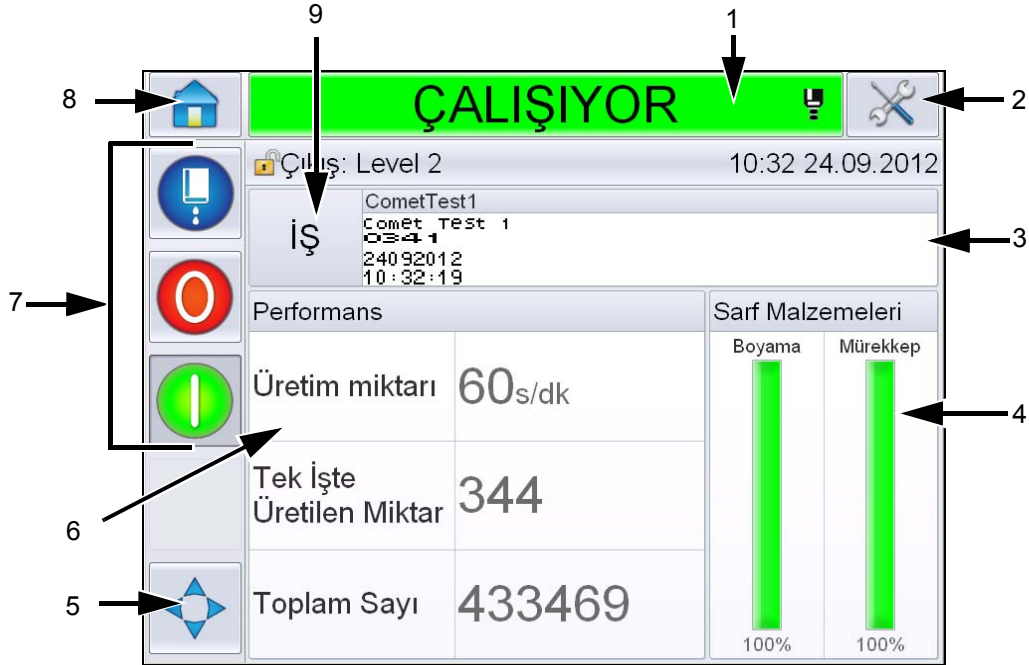 9
1
8
ÇALIŞIYOR
2
Çıkış: Level 2
10:32 24.09.2012
İŞ
CometTest1
Comet Test 1
0341
24092012
10:32:19
3
7
Performans
Sarf Malzemeleri
Boyama
Mürekkep
Üretim miktarı
60s/dk
4
Tek İşte
Üretilen Miktar
344
6
5
Toplam Sayı
433469
100%
100%